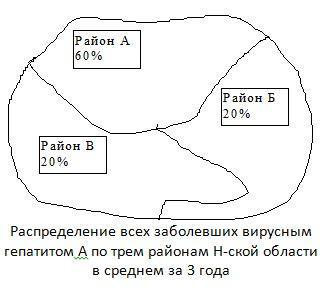 Район А
60%
Район Б
20%
Район В
20%
Распределение всех заболевших вирусным
гепатитом А по трем районам Н-ской области
в среднем за 3 года